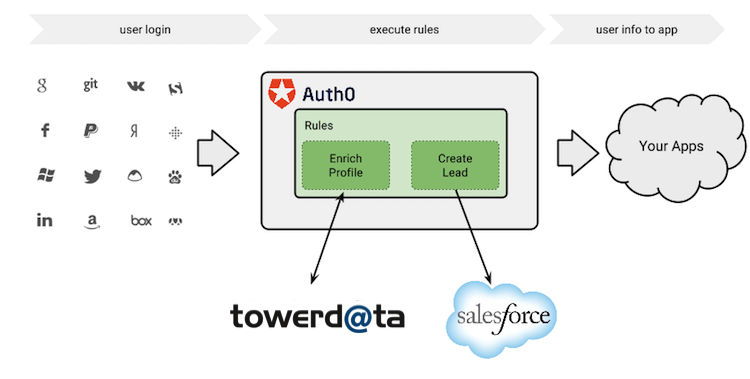 user login
execute rules
user info to app
g
git
f
P
Я
in
a
box
Auth0
Rules
Enrich
Profile
Create
Lead
Your Apps
towerd@ta
salesforce